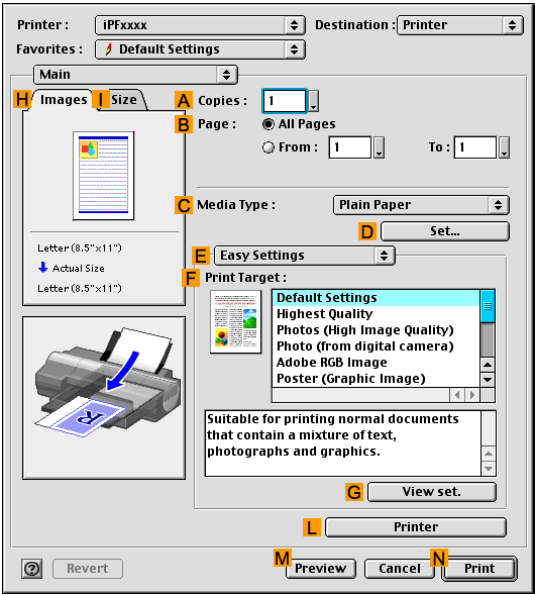 Printer : iPFxxxx Destination : Printer
Favorites : Default Settings
Main
H Images I Size
A Copies : 1
B Page : All Pages
From : 1 To : 1
C Media Type : Plain Paper
D Set...
Letter (8.5"x11")
Actual Size
Letter (8.5"x11")
E Easy Settings
F Print Target :
Default Settings
Highest Quality
Photos (High Image Quality)
Photo (from digital camera)
Adobe RGB Image
Poster (Graphic Image)
Suitable for printing normal documents
that contain a mixture of text,
photographs and graphics.
G View set.
L Printer
? Revert M Preview Cancel N Print